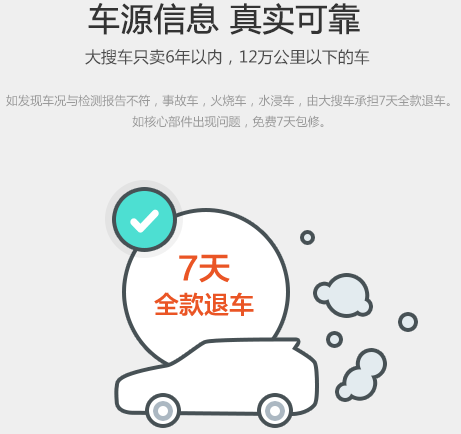 车源信息 真实可靠
大搜车只卖6年以内，12万公里以下的车
如发现车况与检测报告不符，事故车，火烧车，水浸车，由大搜车承担7天全款退车。
如核心部件出现问题，免费7天包修。
7天
全款退车